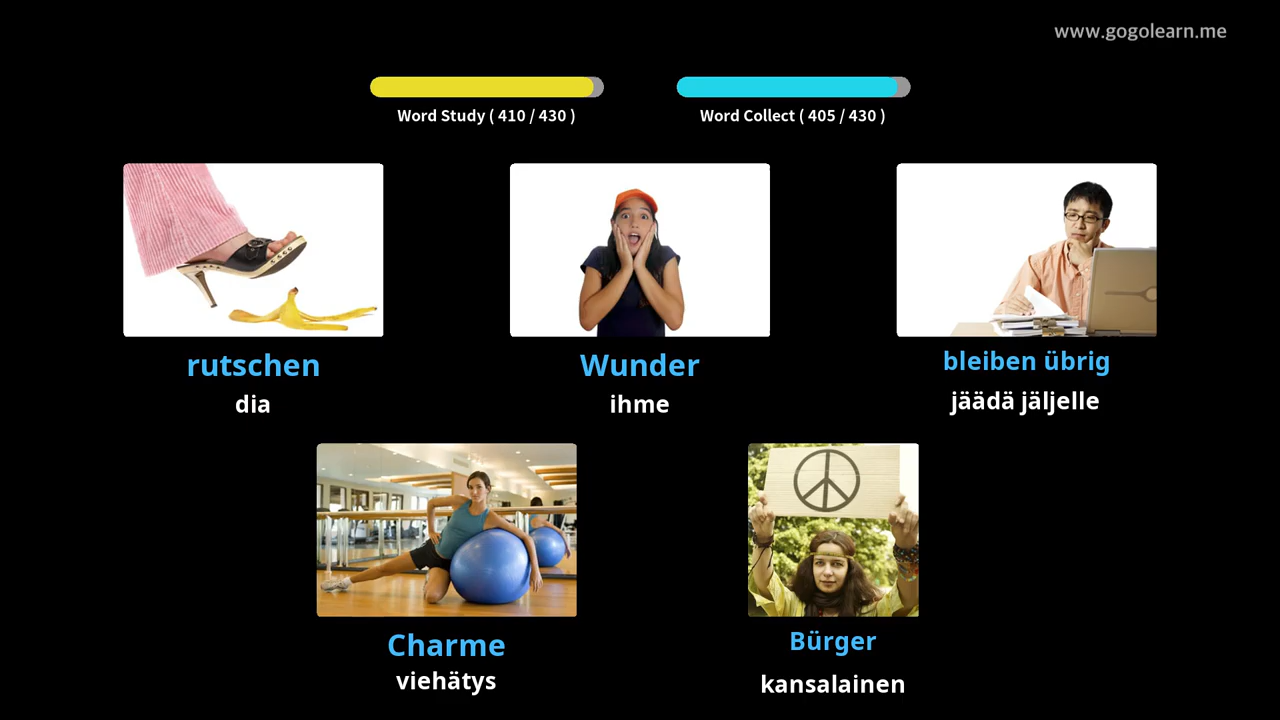 www.gogolearn.me
Word Study ( 410 / 430 )
Word Collect ( 405 / 430 )
rutschen
dia
Wunder
ihme
bleiben übrig
jäädä jäljelle
Charme
viehätys
Bürger
kansalainen